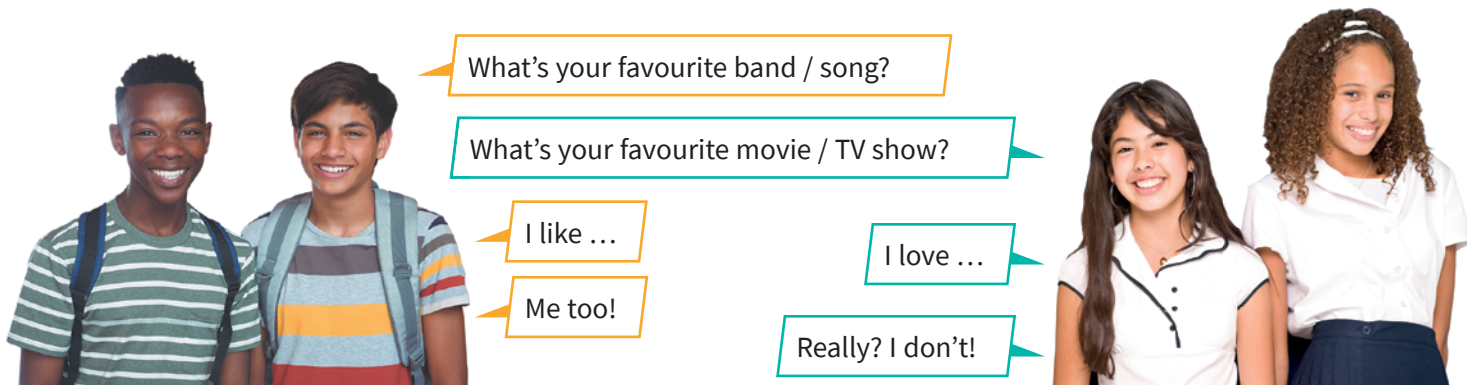 What's your favourite band / song?
What's your favourite movie / TV show?
I like …
I love …
Me too!
Really? I don't!